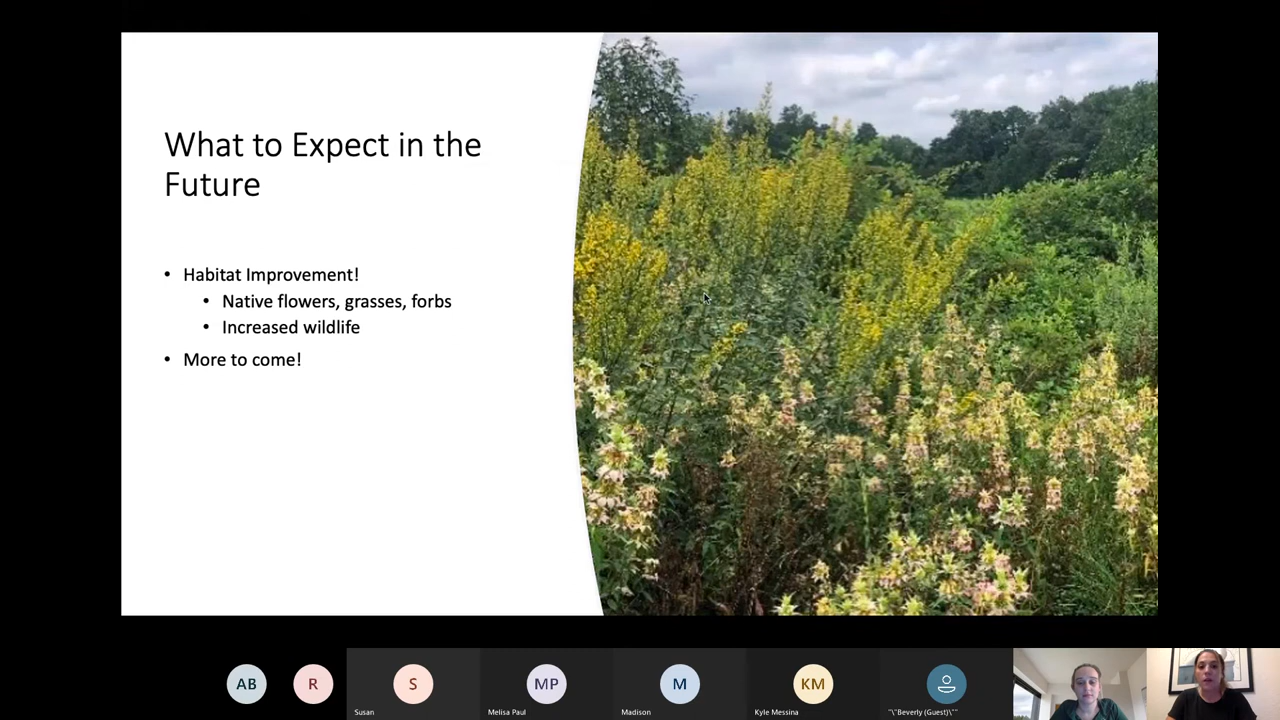 What to Expect in the
Future
• Habitat Improvement!
• Native flowers, grasses, forbs
• Increased wildlife
• More to come!
AB
R
S
MP
M
KM
Susan
Melisa Paul
Madison
Kyle Messina
"\"Beverly (Guest)\""